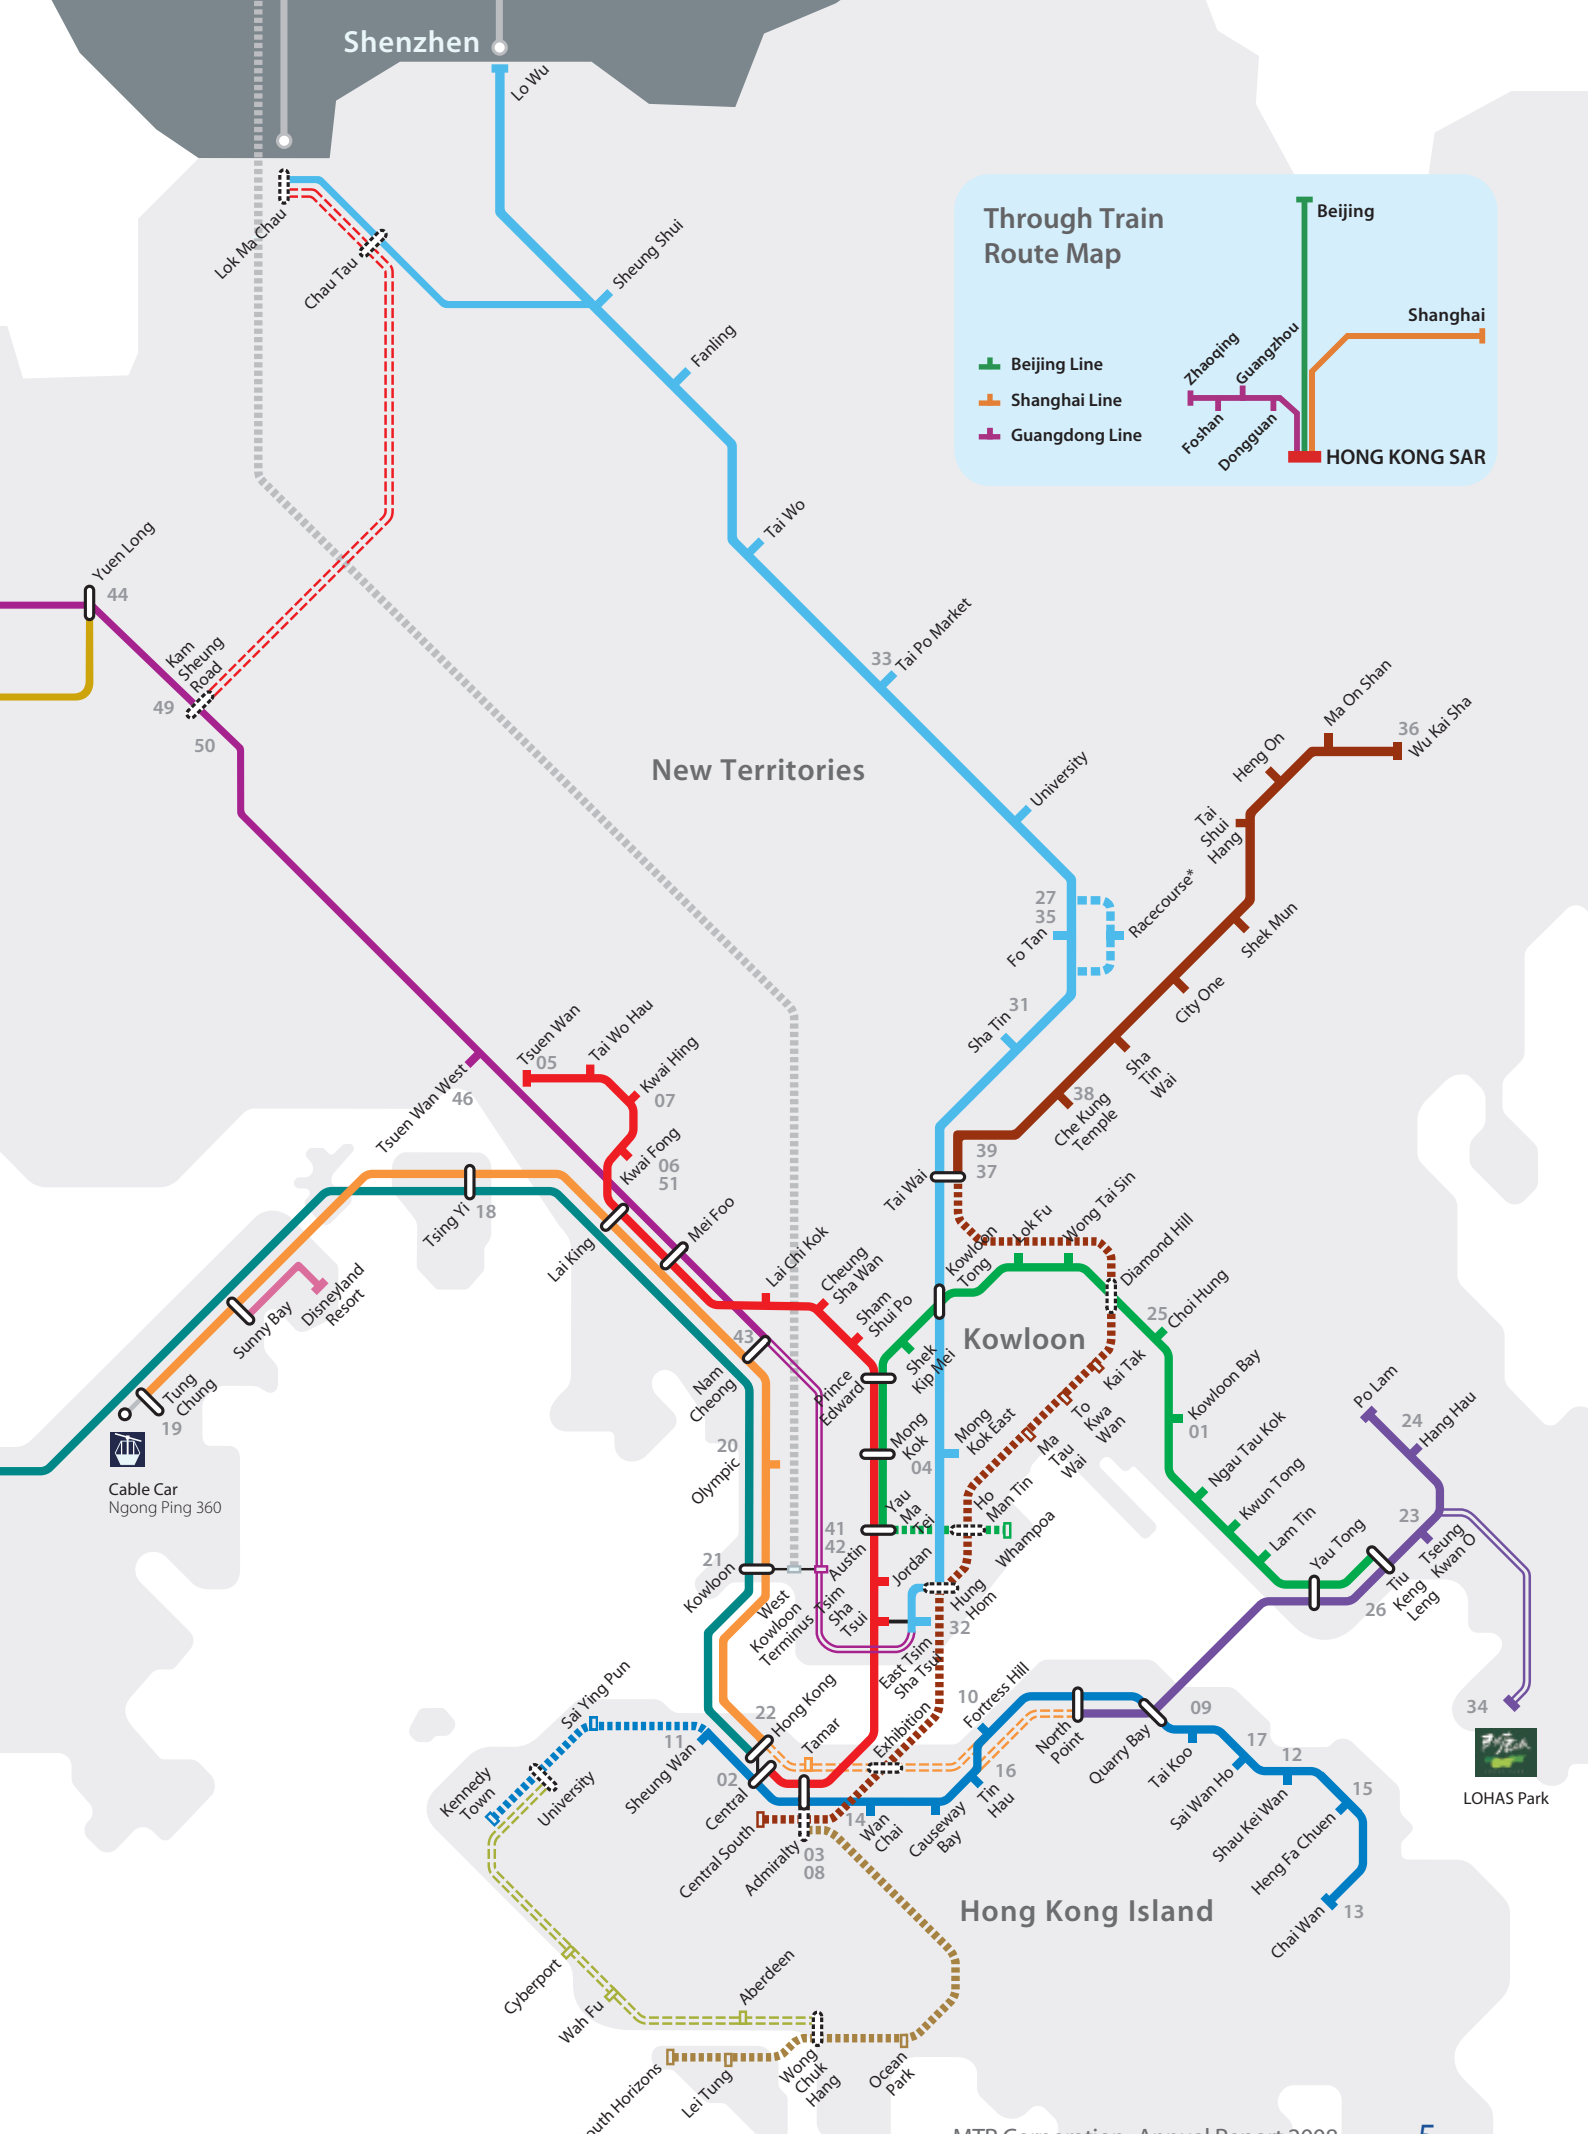 Shenzhen
Lo Wu
Lok Ma Chau
Chau Tau
Sheung Shui
Fanling
Through Train
Route Map
Beijing
Shanghai
Zhaoqing
Guangzhou
Foshan
Dongguan
HONG KONG SAR
Beijing Line
Shanghai Line
Guangdong Line
Tai Wo
Yuen Long
44
Kam
Sheung
Road
49
50
33
Tai Po Market
New Territories
University
Ma On Shan
36
Wu Kai Sha
Heng On
Tai
Shui
Hang
27
35
Fo Tan
Racecourse*
Shek Mun
City One
Sha Tin
31
Sha
Tin
Wai
38
Che Kung
Temple
39
37
Tai Wai
Tsuen Wan
05
Tai Wo Hau
Kwai Hing
07
Tsuen Wan West
46
Kwai Fong
06
51
Tsing Yi
18
Lai King
Mei Foo
Lai Chi Kok
Cheung
Sha Wan
Sham
Shui Po
Kowloon
Tong
Lok Fu
Wong Tai Sin
Diamond Hill
Choi Hung
25
Kowloon
Shek
Kip Mei
Sunny Bay
Disneyland
Resort
Tung
Chung
19
Cable Car
Ngong Ping 360
43
Nam
Cheong
Prince
Edward
Kai Tak
To
Kwa
Wan
Ma
Tau
Wai
Kowloon Bay
01
Ngau Tau Kok
Kwun Tong
Lam Tin
Yau Tong
Po Lam
24
Hang Hau
23
Tseung
Kwan O
Tiu
Keng
Leng
26
20
Olympic
Mong
Kok
04
Mong
Kok East
Yau
Ma
Tei
Ho
Man Tin
Whampoa
41
42
Austin
Jordan
21
Kowloon
West
Kowloon
Terminus
Tsim
Sha
Tsui
Hung
Hom
32
East Tsim
Sha Tsui
34
LOHAS Park
Sai Ying Pun
22
Hong Kong
Tamar
Exhibition
10
Fortress Hill
North
Point
Quarry Bay
09
Tai Koo
17
Sai Wan Ho
12
Shau Kei Wan
15
Heng Fa Chuen
Chai Wan
13
Kennedy
Town
University
11
Sheung Wan
02
Central
Central South
Admiralty
03
08
14
Wan
Chai
Causeway
Bay
16
Tin
Hau
Hong Kong Island
Cyberport
Wah Fu
Aberdeen
Wong
Chuk
Hang
Ocean
Park
Lei Tung
outh Horizons
MTR Corporation Annual Report 2008
5